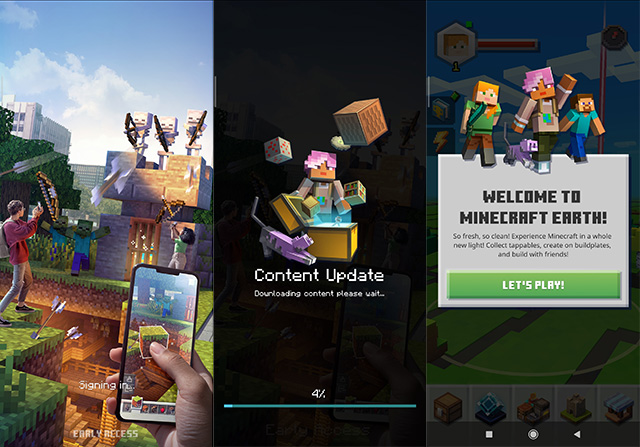 Signing in...
EARLY ACCESS
Content Update
Downloading content please wait...
4%
1
WELCOME TO
MINECRAFT EARTH!
So fresh, so clean! Experience Minecraft in a whole
new light! Collect tappables, create on buildplates,
and build with friends!
LET'S PLAY!